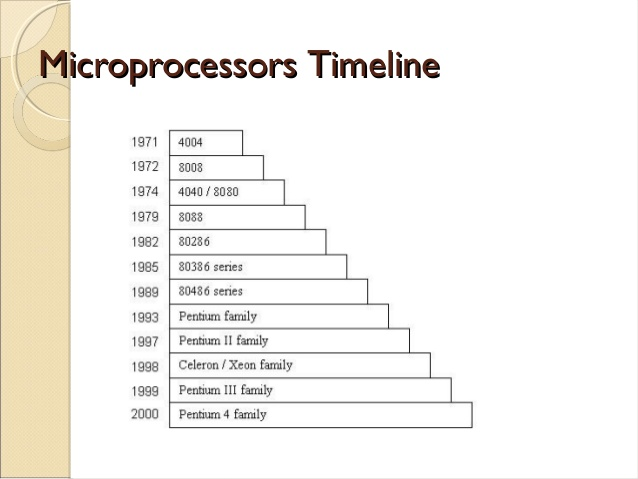 Microprocessors Timeline
1971 4004
1972 8008
1974 4040 / 8080
1979 8088
1982 80286
1985 80386 series
1989 80486 series
1993 Pentium family
1997 Pentium II family
1998 Celeron / Xeon family
1999 Pentium III family
2000 Pentium 4 family